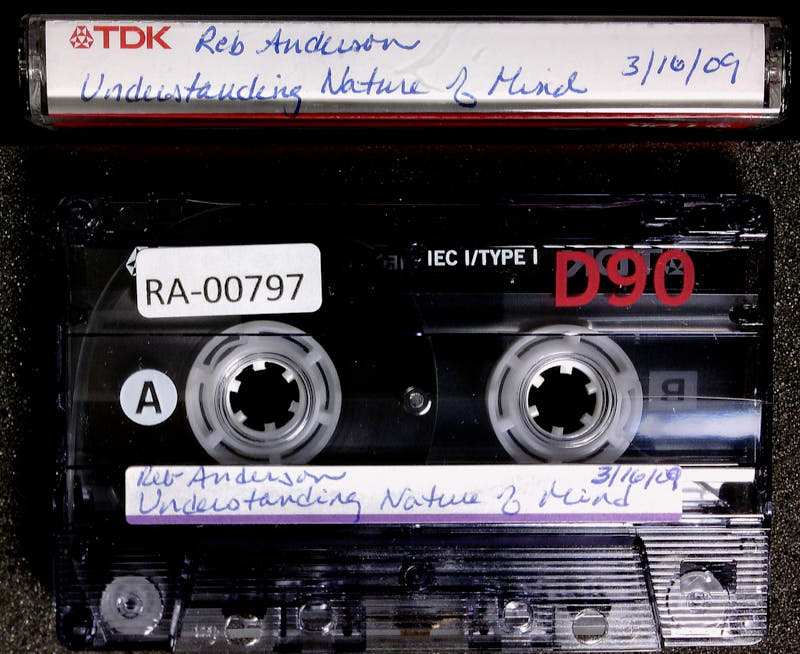 TDK Reb Anderson
Understanding Nature of Mind 3/16/09
RA-00797
IEC I/TYPE I
D90
TDK
A
B
Reb Anderson 3/16/09
Understanding Nature of Mind